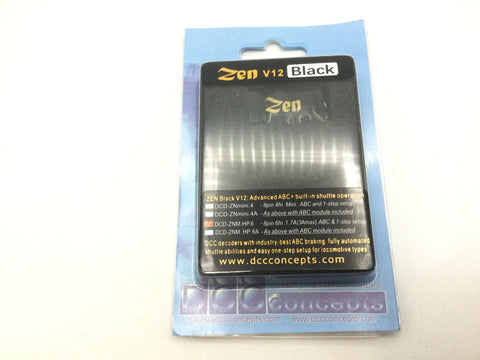 Zen V12 Black
Zen
ZEN Black V12: Advanced ABC+ built-in shuttle operation
DCD-ZNmini.4 - 8pin 4fn. Mini ABC and 1-step setup
DCD-ZNmini.4A - As above with ABC module included
DCD-ZNM.HP.6 - 8pin 6fn. 1.7A(3Amax) ABC & 1-step setup
DCD-ZNM. HP 6A - As above with ABC module included
DCC decoders with industry-best ABC braking, fully automated
shuttle abilities and easy one-step setup for locomotive types
www.dccconcepts.com
DCC
concepts
sales@dccconcepts.com